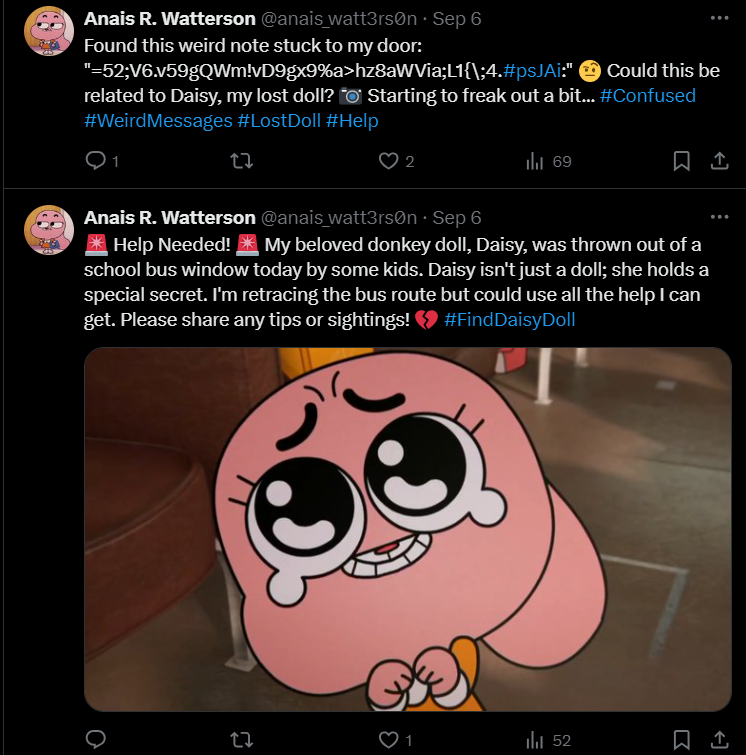 Anais R. Watterson @anais_watt3rs0n · Sep 6
Found this weird note stuck to my door:
"=52;V6.v59gQWm!vD9gx9%a>hz8aWVia;L1{\;4.#psJAi:" 🤨 Could this be
related to Daisy, my lost doll? 📷 Starting to freak out a bit... #Confused
#WeirdMessages #LostDoll #Help
1 2 69
Anais R. Watterson @anais_watt3rs0n · Sep 6
🚨 Help Needed! 🚨 My beloved donkey doll, Daisy, was thrown out of a
school bus window today by some kids. Daisy isn't just a doll; she holds a
special secret. I'm retracing the bus route but could use all the help I can
get. Please share any tips or sightings! 💔 #FindDaisyDoll
1 52